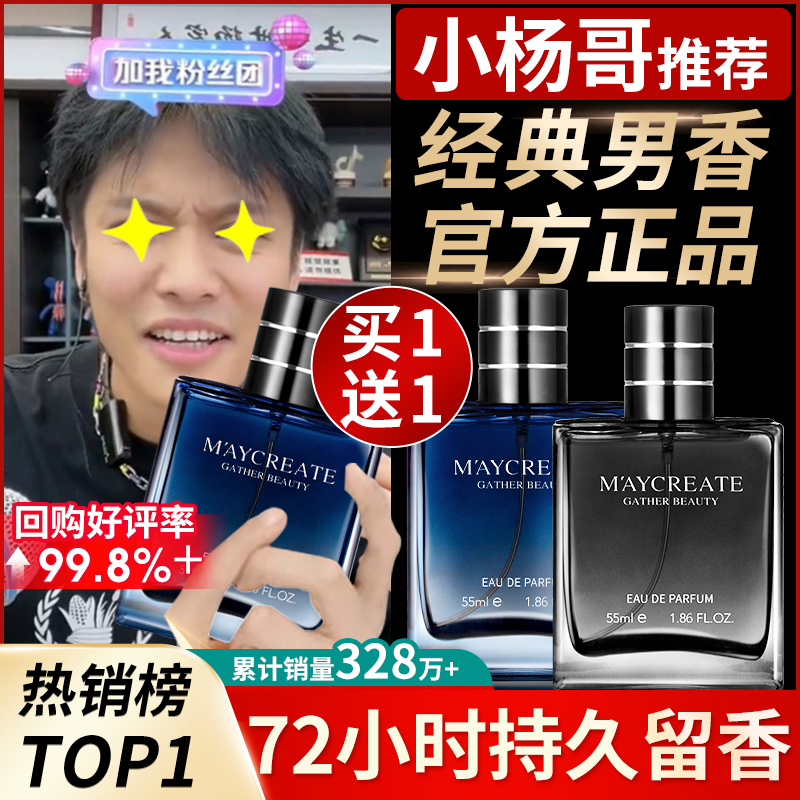 小杨哥推荐
经典男香
官方正品
加我粉丝团
买1
送1
M'AYCREATE
GATHER BEAUTY
FL.OZ.
M'AYCREATE
GATHER BEAUTY
EAU DE PARFUM
55ml e 1.86 FL.OZ.
M'AYCREA
GATHER BEAU
EAU DE PARF
55ml e 1.86
回购好评率
99.8%+
累计销量328万+
热销榜
TOP1
72小时持久留香